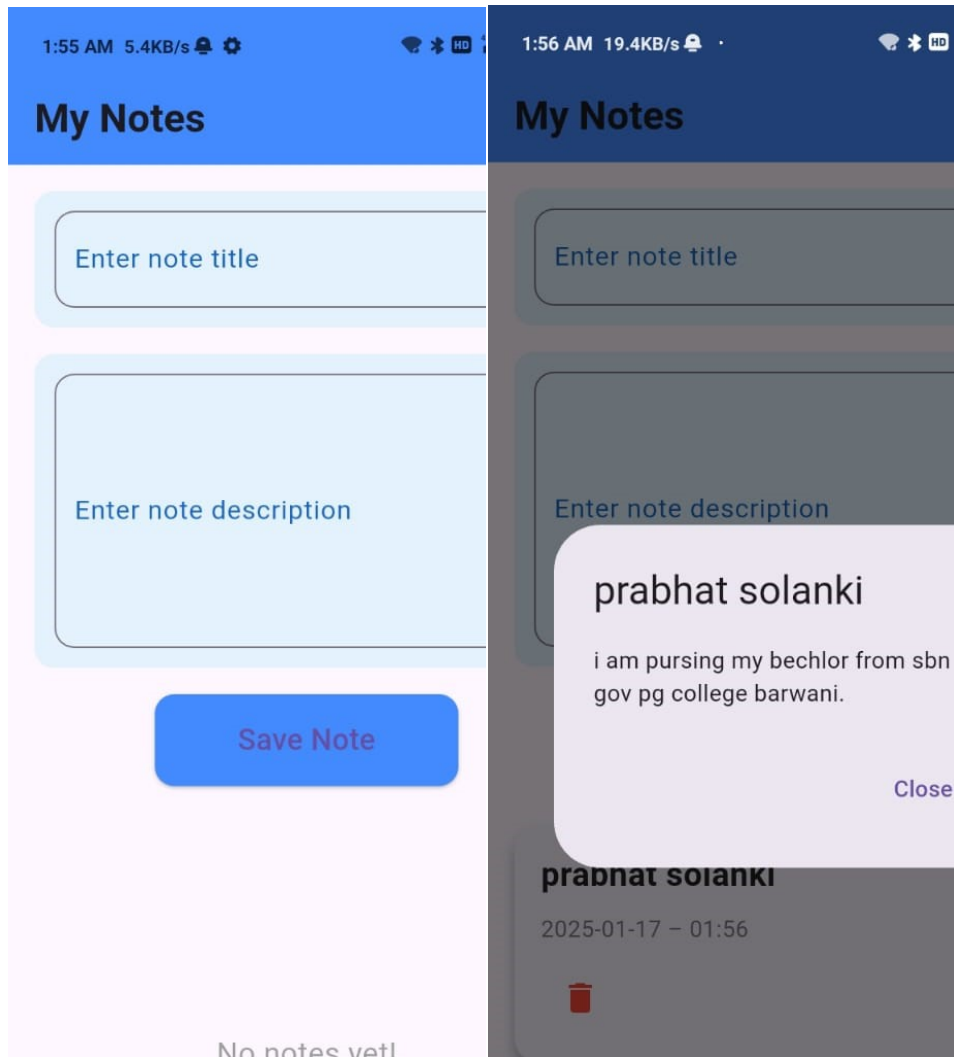 1:55 AM 5.4KB/s
HD
My Notes
Enter note title
Enter note description
Save Note
No notes yet!
1:56 AM 19.4KB/s
HD
My Notes
Enter note title
Enter note description
prabhat solanki
i am pursing my bechlor from sbn
gov pg college barwani.
Close
prabhat solanki
2025-01-17 – 01:56